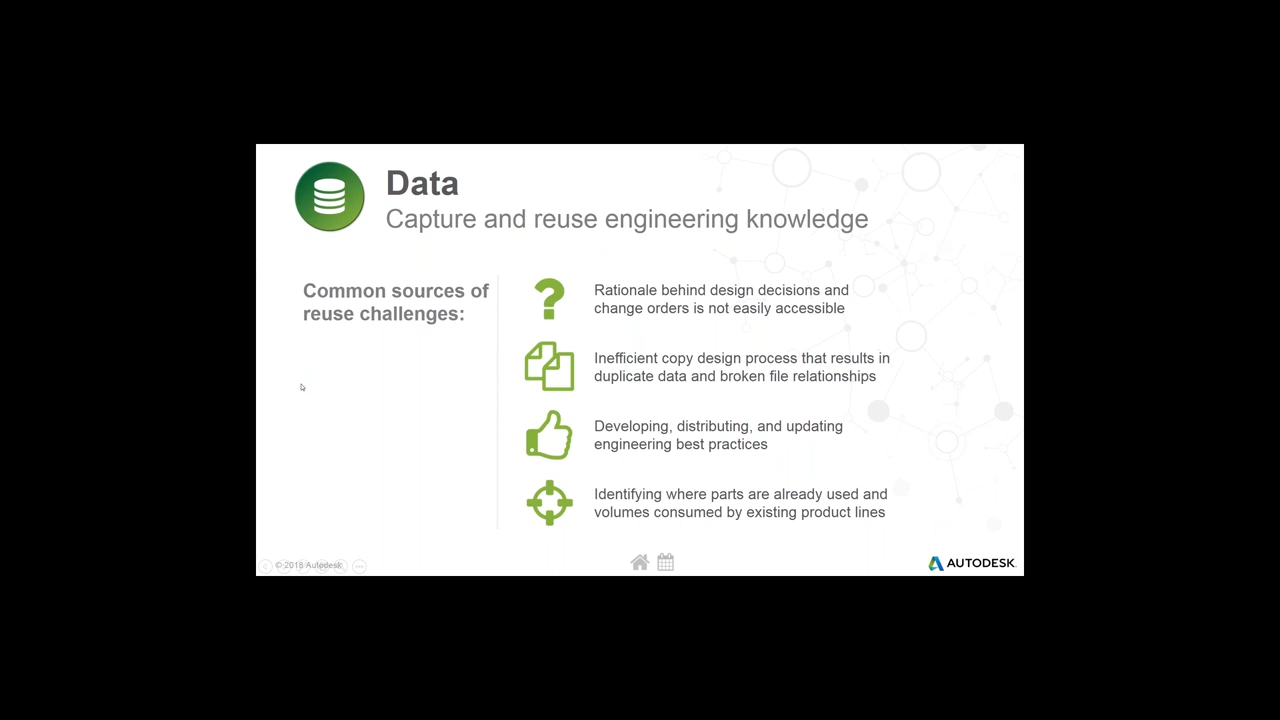 Data
Capture and reuse engineering knowledge
Common sources of
reuse challenges:
Rationale behind design decisions and
change orders is not easily accessible
Inefficient copy design process that results in
duplicate data and broken file relationships
Developing, distributing, and updating
engineering best practices
Identifying where parts are already used and
volumes consumed by existing product lines
© 2018 Autodesk
AUTODESK